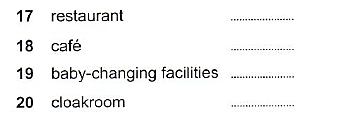 17 restaurant ......................
18 café ......................
19 baby-changing facilities ......................
20 cloakroom ......................